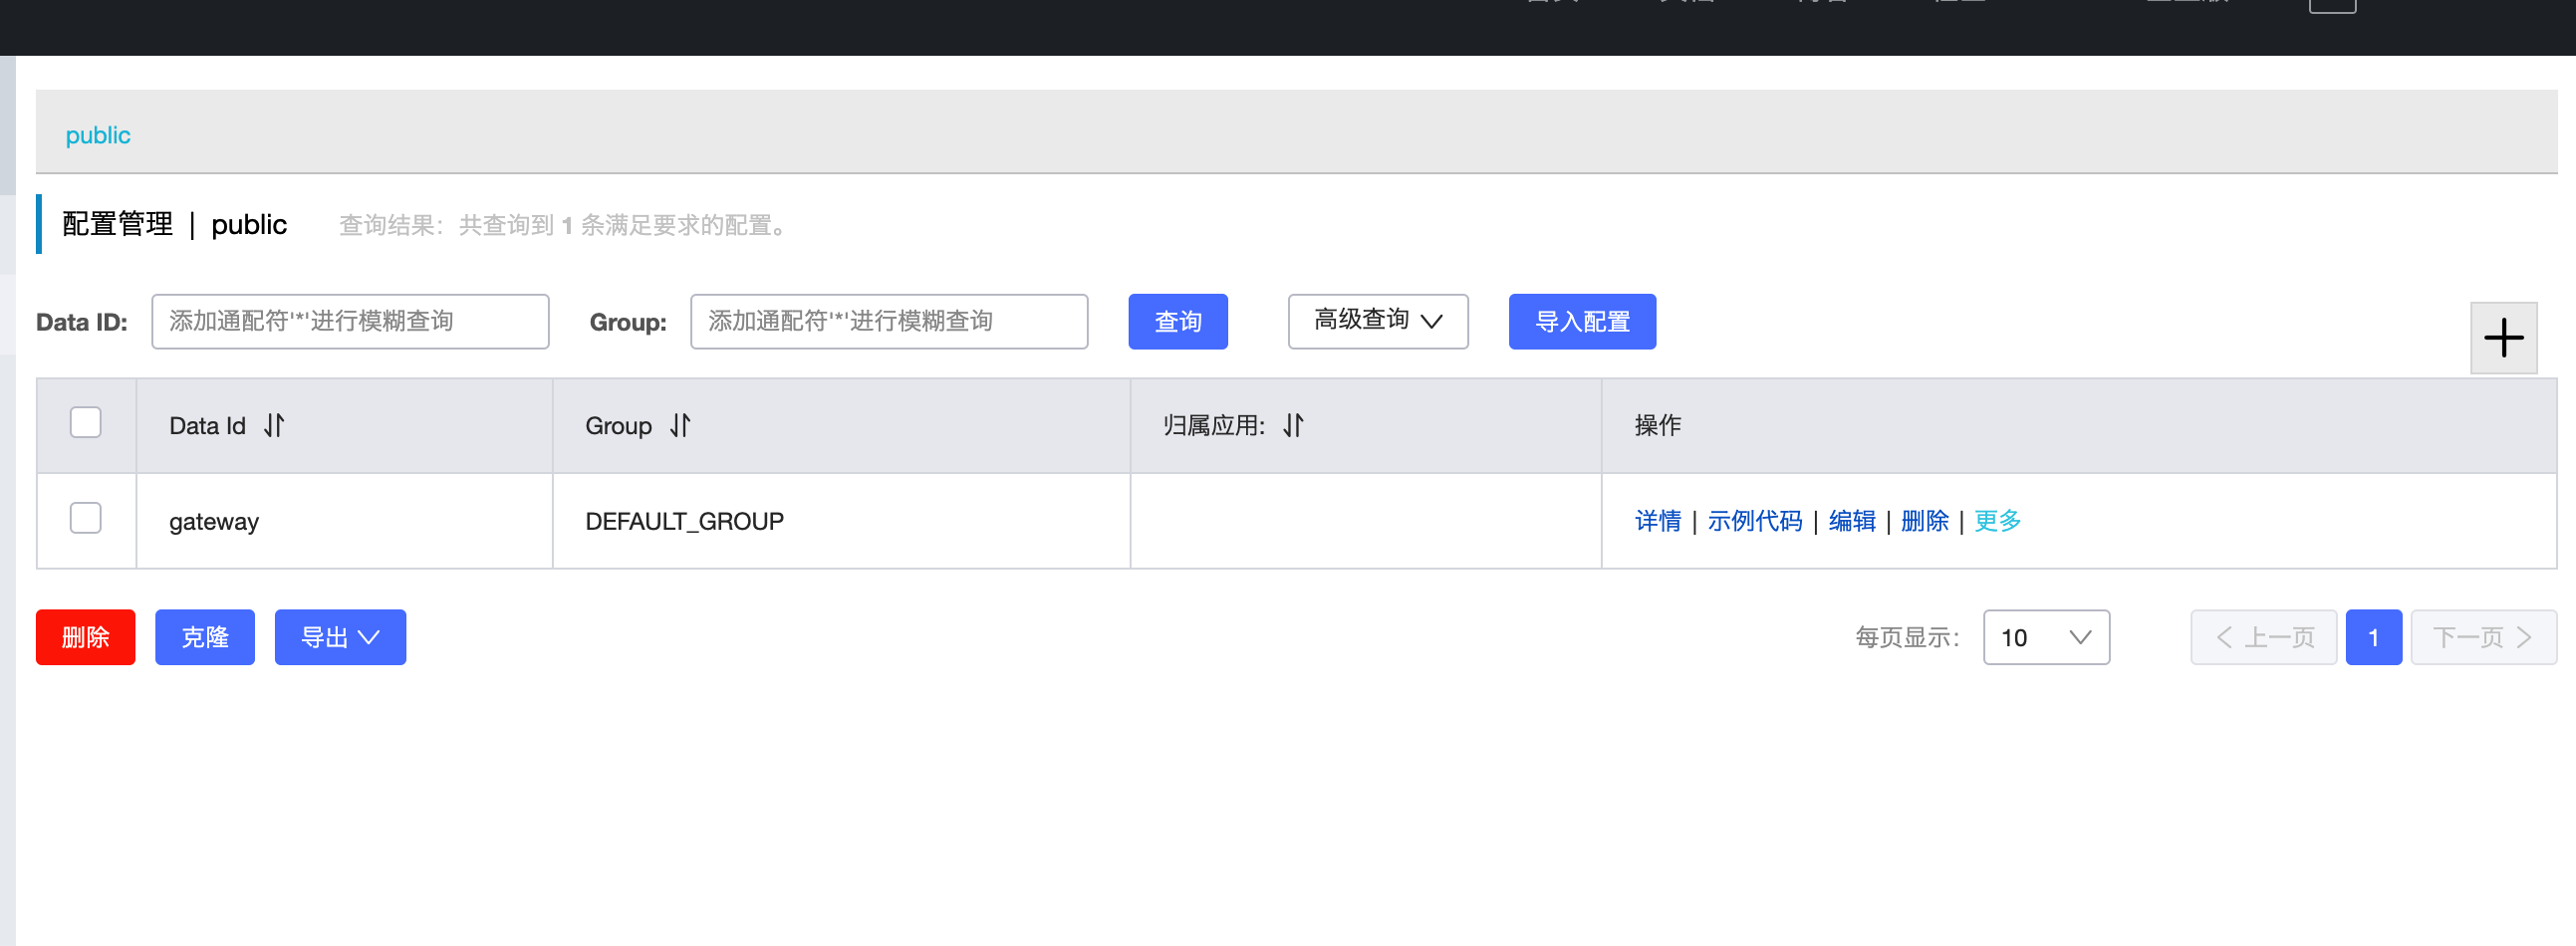 public
配置管理 | public 查询结果：共查询到 1 条满足要求的配置。
Data ID: 添加通配符'*'进行模糊查询 Group: 添加通配符'*'进行模糊查询 查询 高级查询 导入配置
Data Id Group 归属应用: 操作
gateway DEFAULT_GROUP 详情 | 示例代码 | 编辑 | 删除 | 更多
删除 克隆 导出 每页显示: 10 上一页 1 下一页